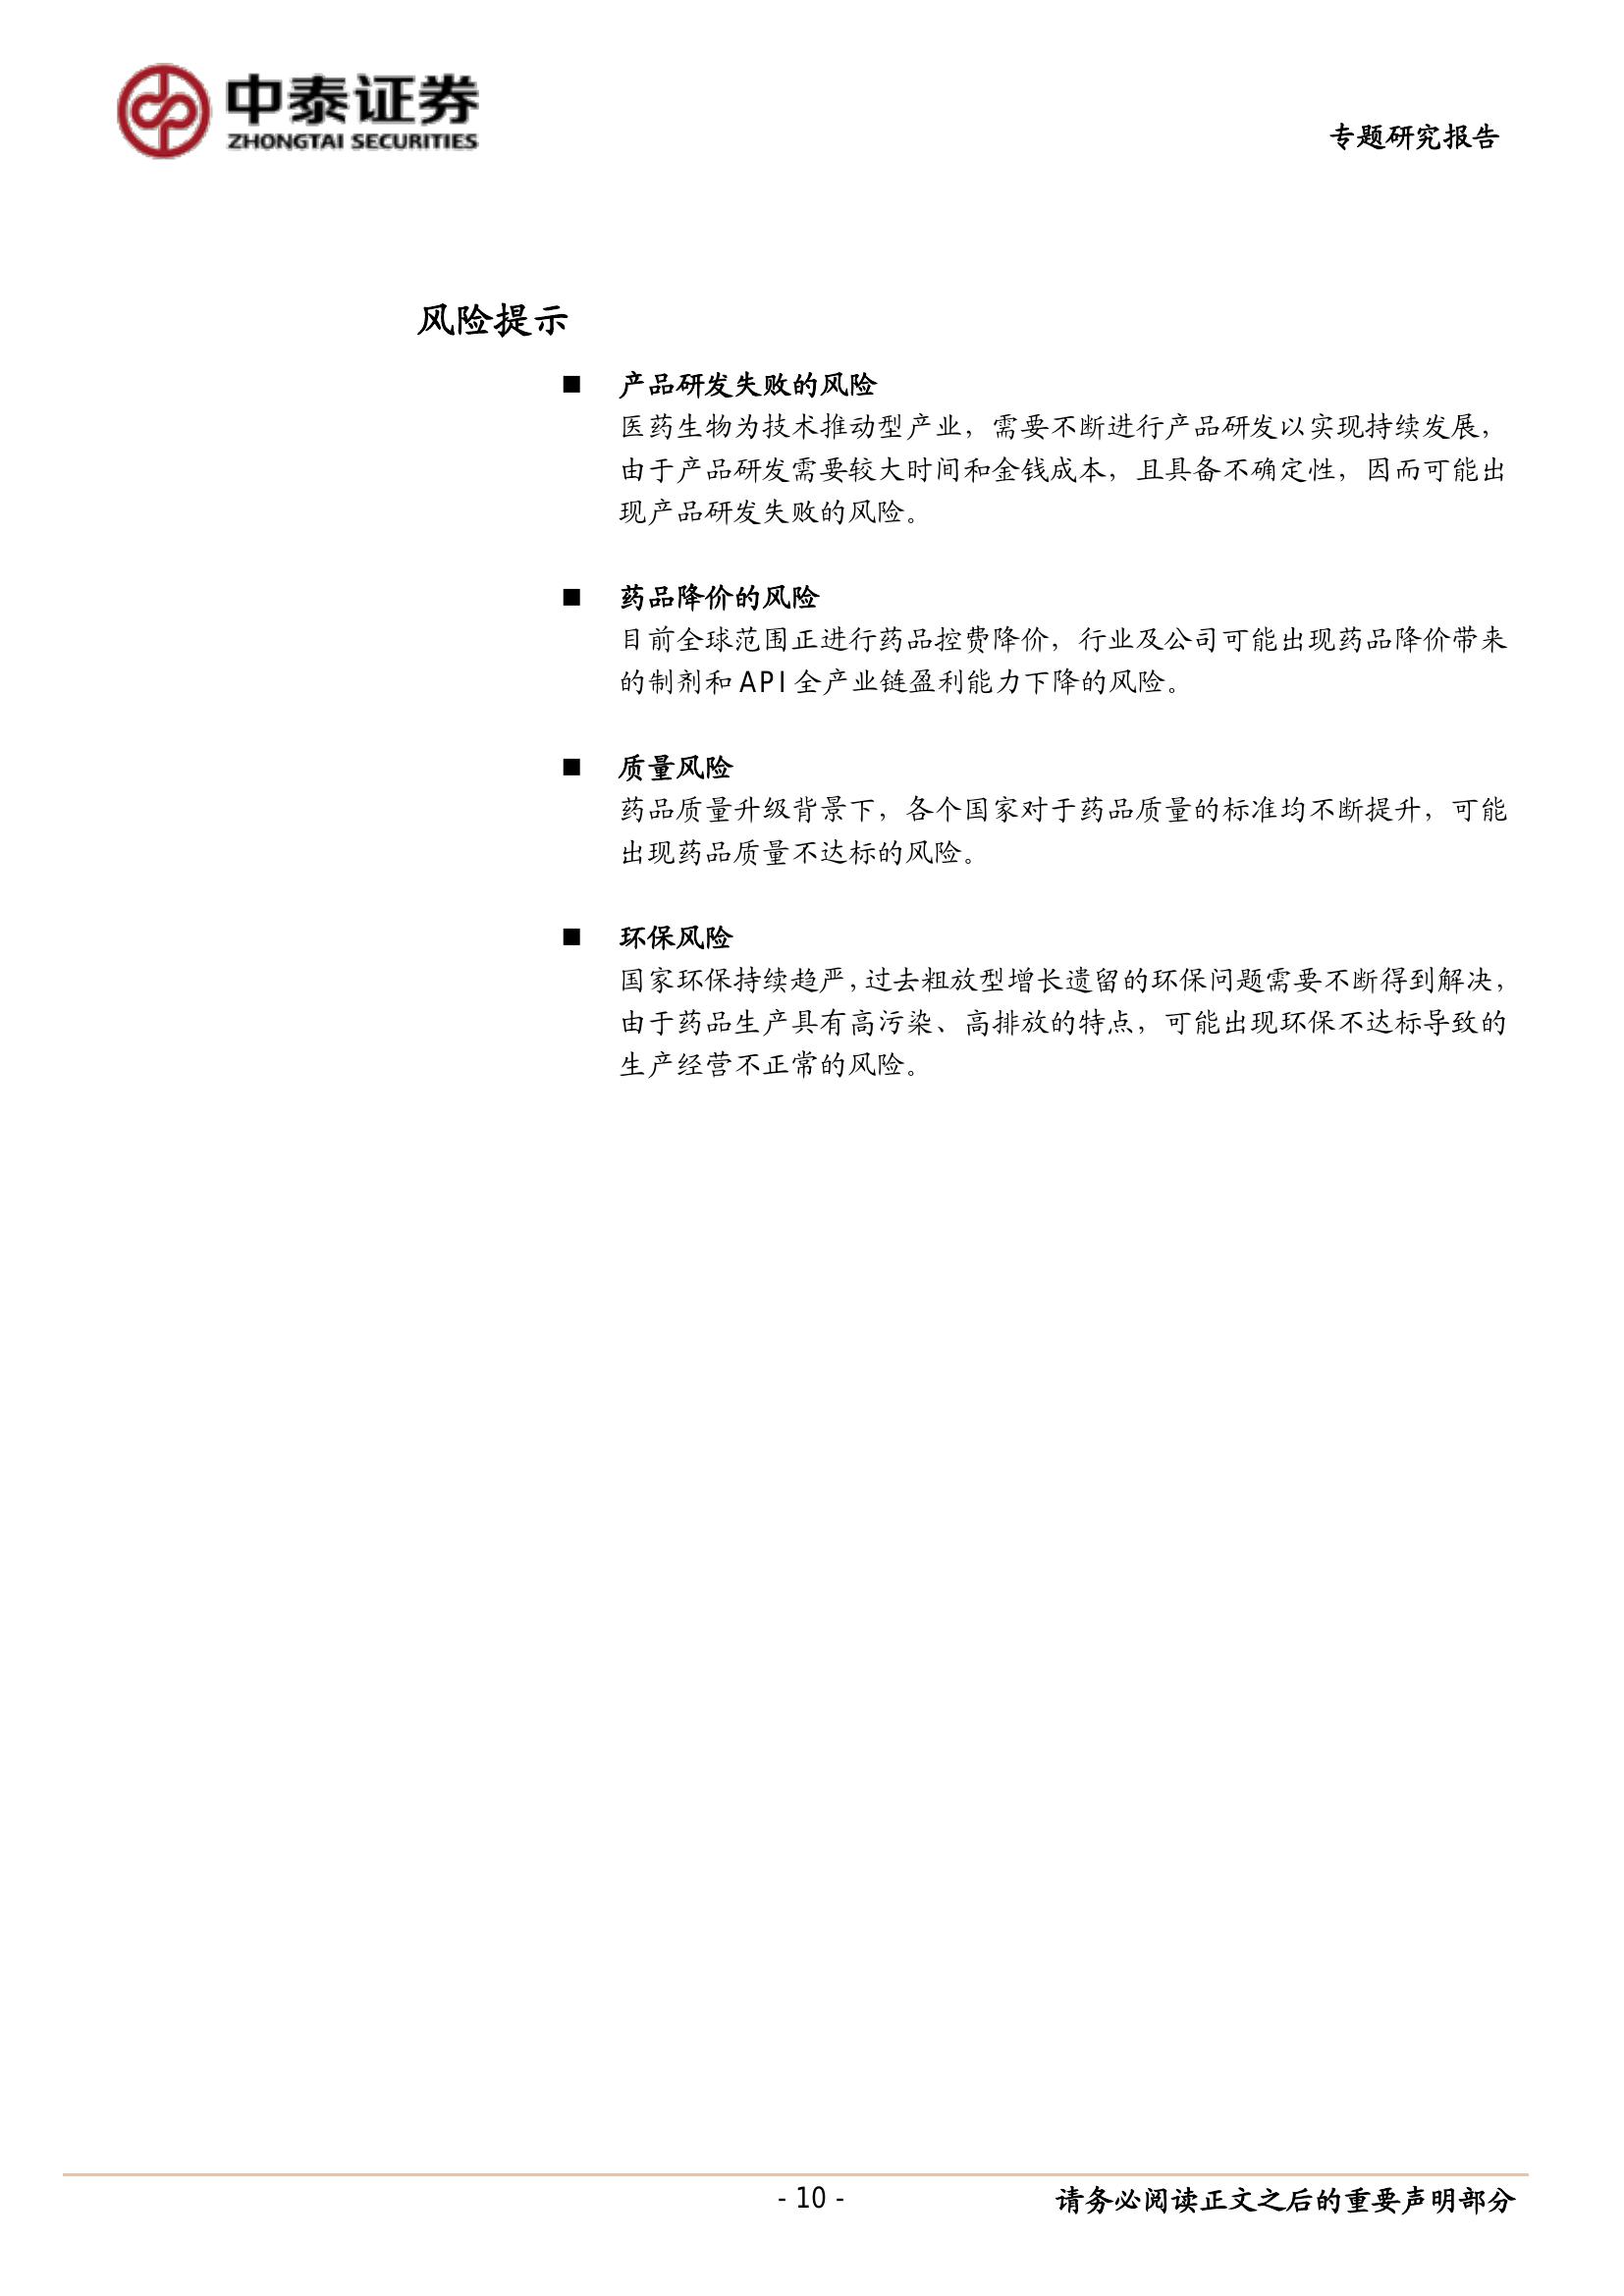 中泰证券
ZHONGTAI SECURITIES
专题研究报告
风险提示
■ 产品研发失败的风险
医药生物为技术推动型产业，需要不断进行产品研发以实现持续发展，
由于产品研发需要较大时间和金钱成本，且具备不确定性，因而可能出
现产品研发失败的风险。
■ 药品降价的风险
目前全球范围正进行药品控费降价，行业及公司可能出现药品降价带来
的制剂和 API 全产业链盈利能力下降的风险。
■ 质量风险
药品质量升级背景下，各个国家对于药品质量的标准均不断提升，可能
出现药品质量不达标的风险。
■ 环保风险
国家环保持续趋严，过去粗放型增长遗留的环保问题需要不断得到解决，
由于药品生产具有高污染、高排放的特点，可能出现环保不达标导致的
生产经营不正常的风险。
- 10 -
请务必阅读正文之后的重要声明部分